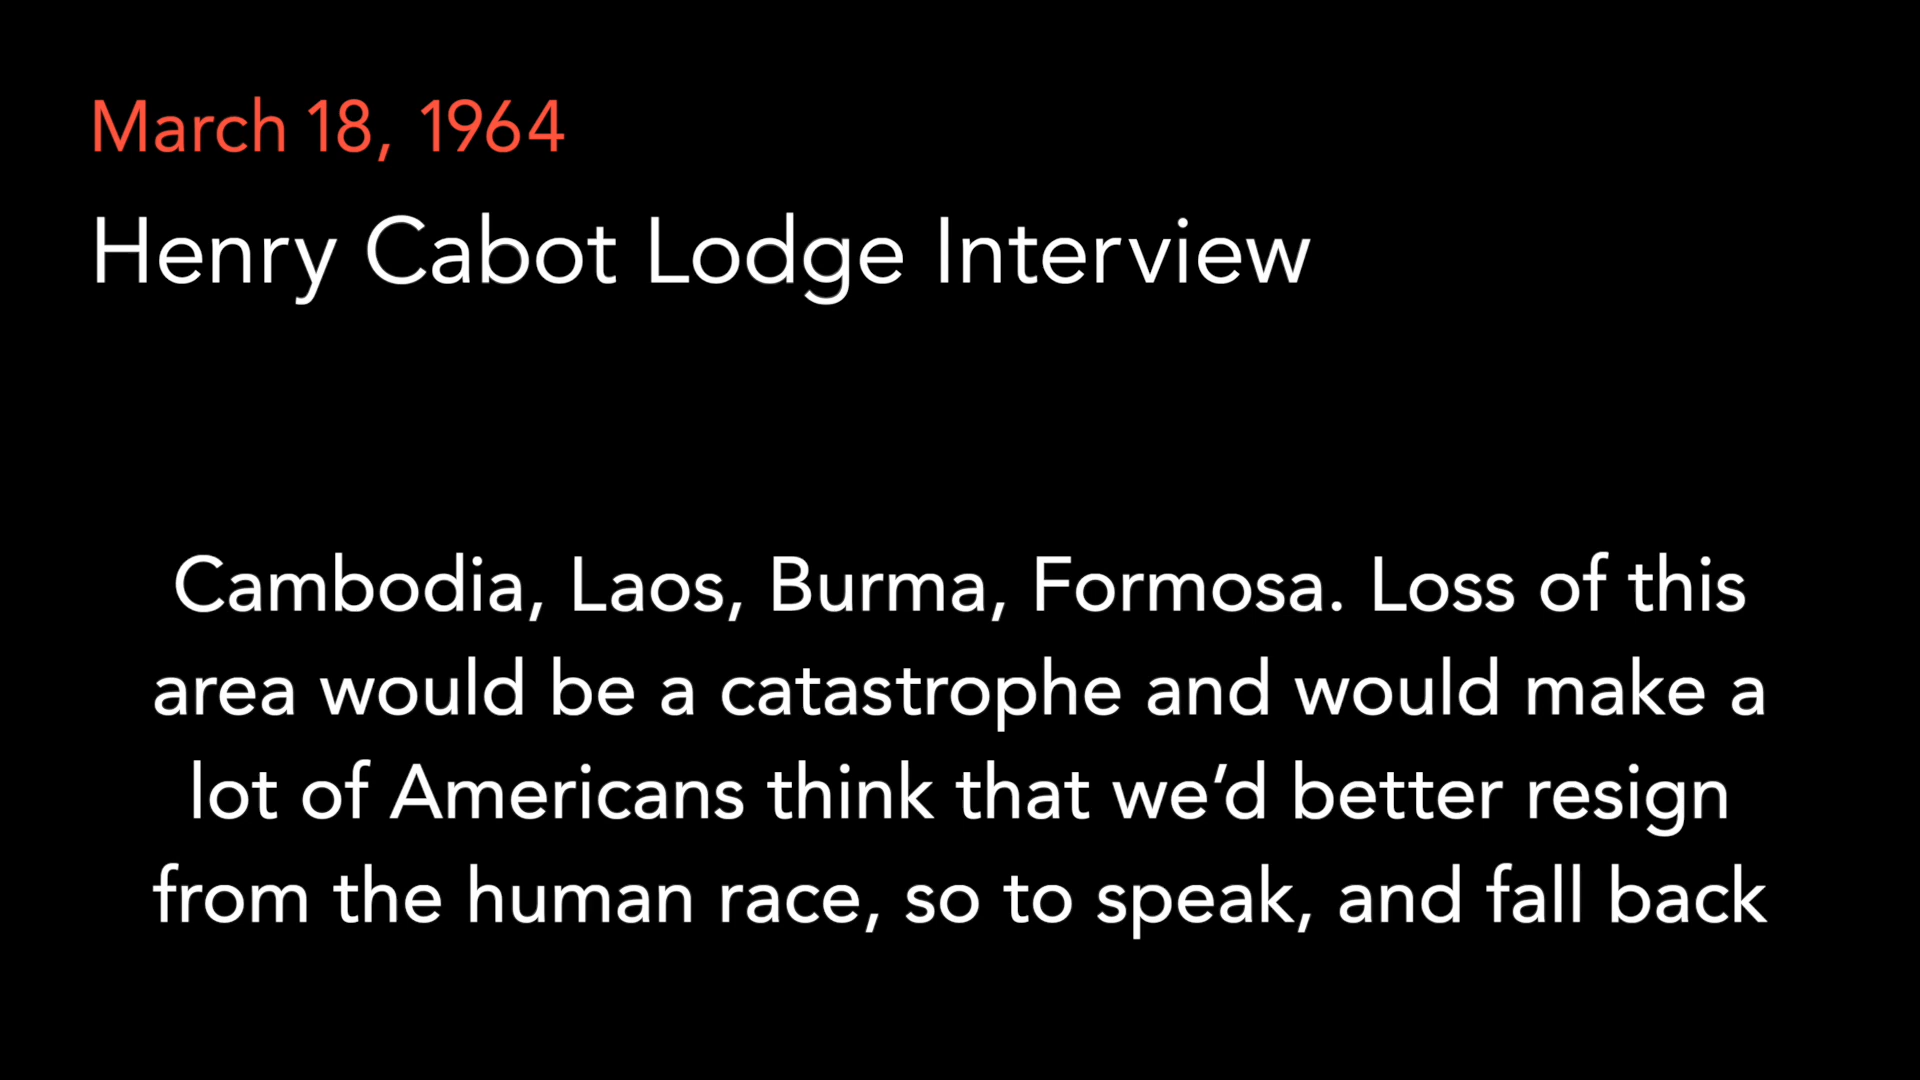 March 18, 1964
Henry Cabot Lodge Interview
Cambodia, Laos, Burma, Formosa. Loss of this
area would be a catastrophe and would make a
lot of Americans think that we’d better resign
from the human race, so to speak, and fall back